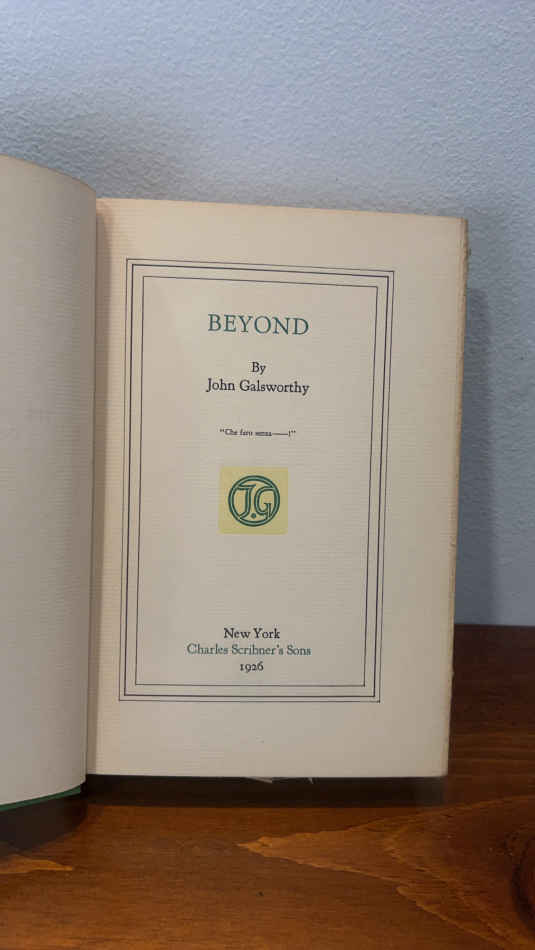 BEYOND
By
John Galsworthy
"Che faro senza——!"
J.G
New York
Charles Scribner's Sons
1926